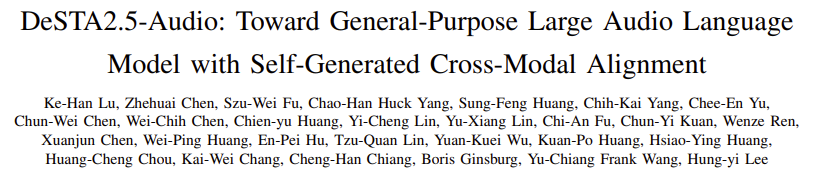 DeSTA2.5-Audio: Toward General-Purpose Large Audio Language
Model with Self-Generated Cross-Modal Alignment
Ke-Han Lu, Zhehuai Chen, Szu-Wei Fu, Chao-Han Huck Yang, Sung-Feng Huang, Chih-Kai Yang, Chee-En Yu,
Chun-Wei Chen, Wei-Chih Chen, Chien-yu Huang, Yi-Cheng Lin, Yu-Xiang Lin, Chi-An Fu, Chun-Yi Kuan, Wenze Ren,
Xuanjun Chen, Wei-Ping Huang, En-Pei Hu, Tzu-Quan Lin, Yuan-Kuei Wu, Kuan-Po Huang, Hsiao-Ying Huang,
Huang-Cheng Chou, Kai-Wei Chang, Cheng-Han Chiang, Boris Ginsburg, Yu-Chiang Frank Wang, Hung-yi Lee